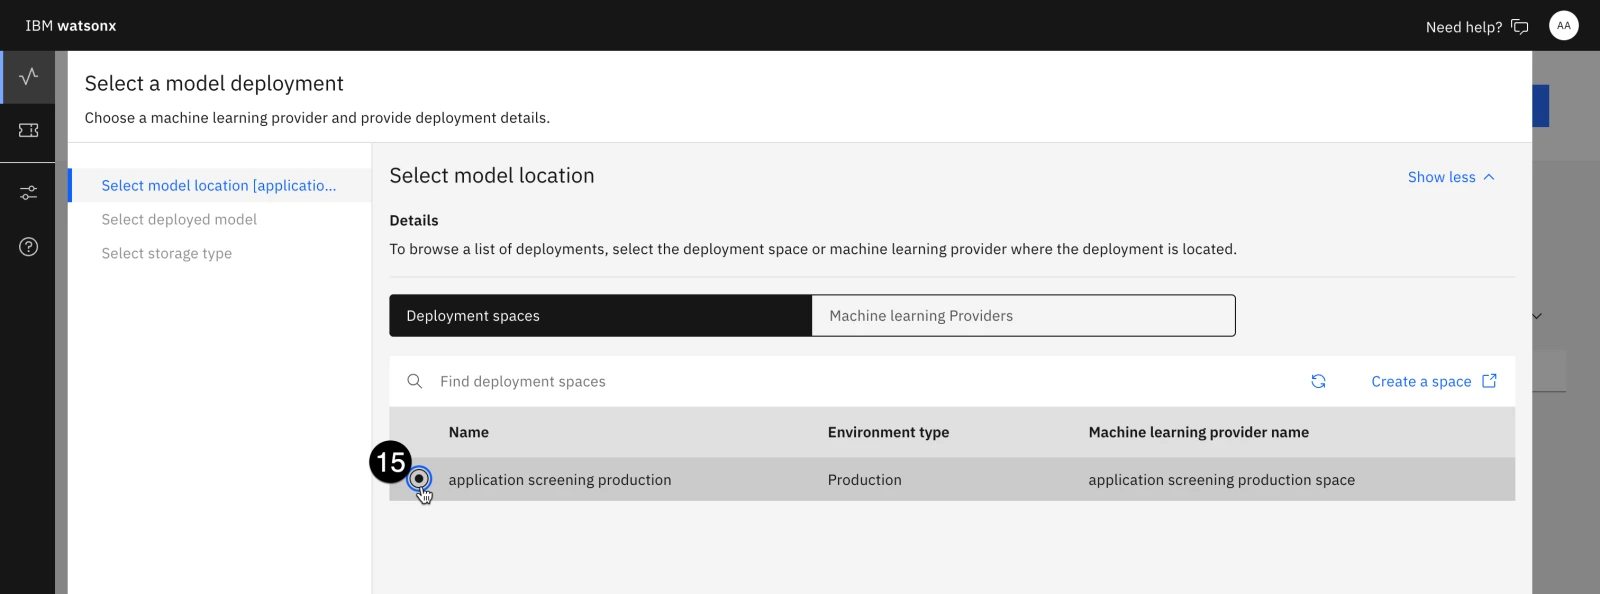 IBM watsonx
Need help?
AA
Select a model deployment
Choose a machine learning provider and provide deployment details.
Select model location [applicatio...
Select deployed model
Select storage type
Select model location
Show less
Details
To browse a list of deployments, select the deployment space or machine learning provider where the deployment is located.
Deployment spaces
Machine learning Providers
Find deployment spaces
Create a space
Name Environment type Machine learning provider name
15
application screening production Production application screening production space